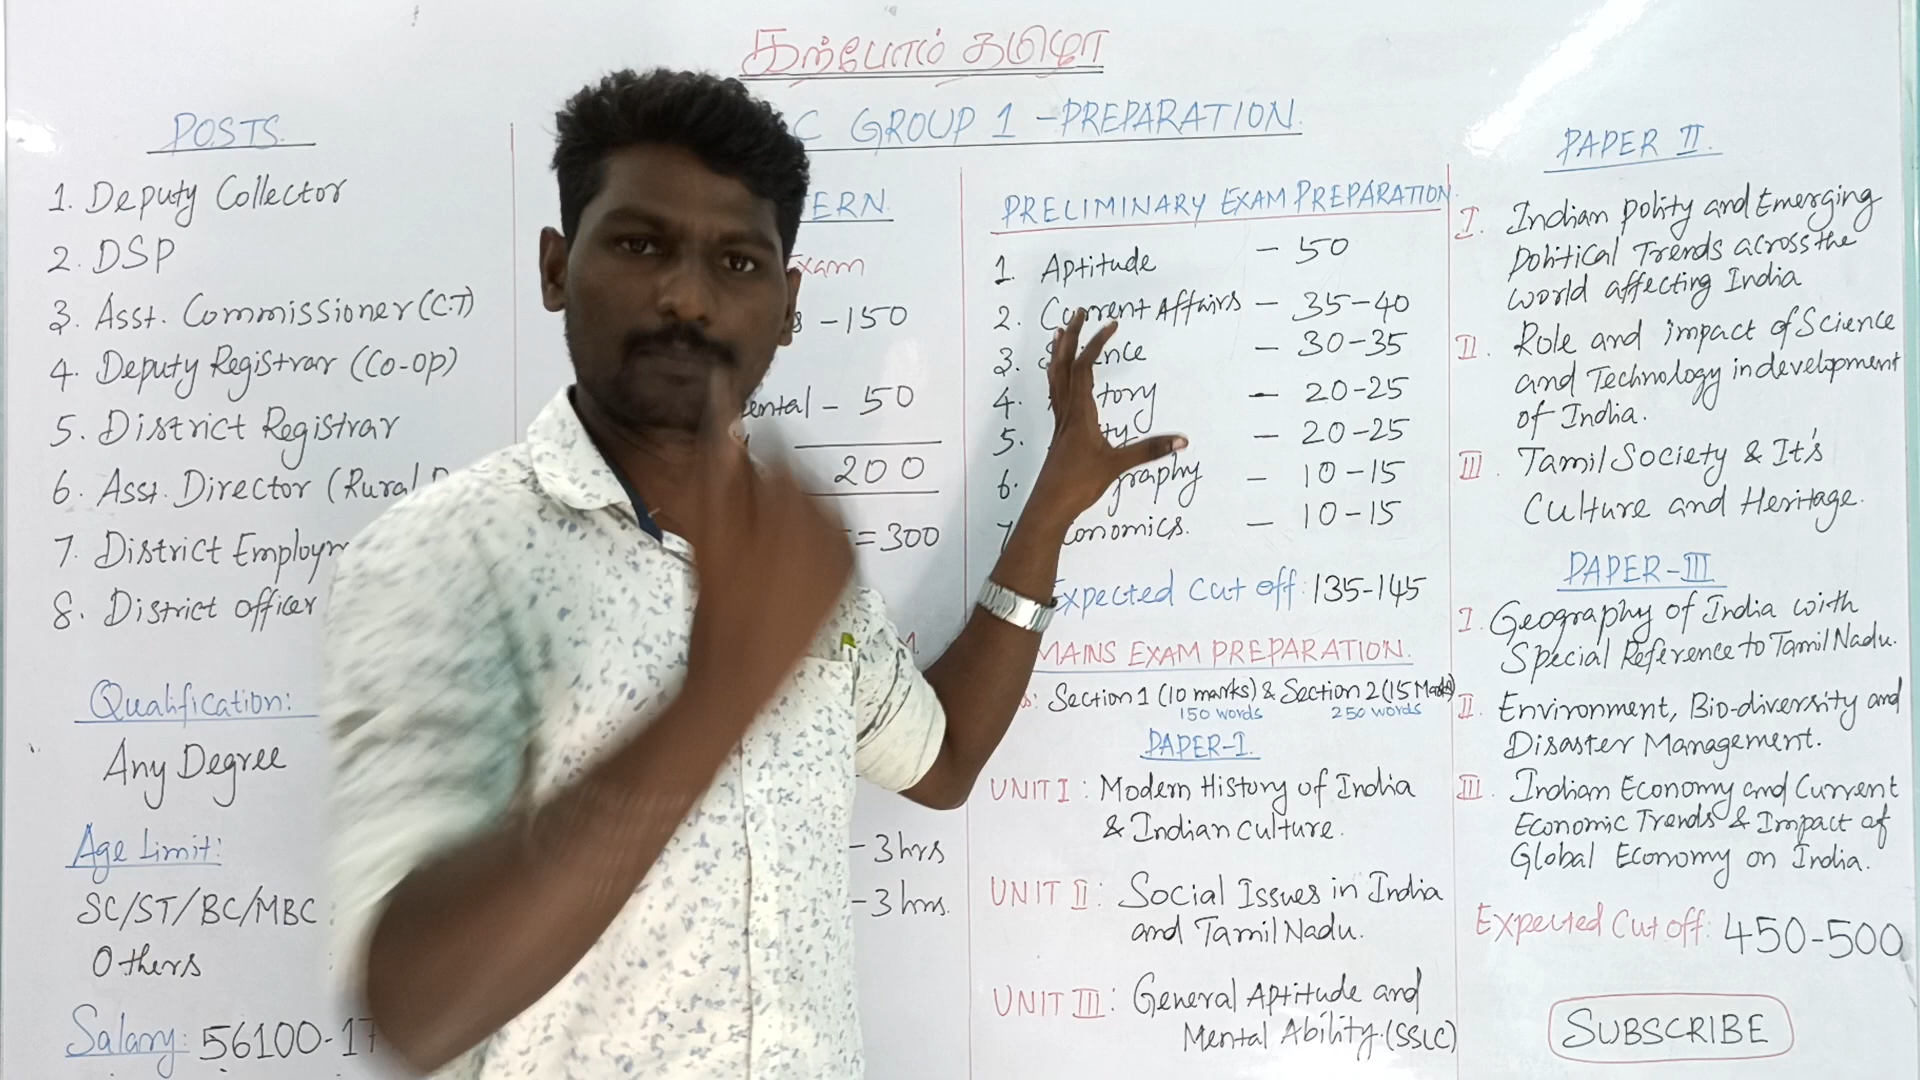 கற்போம் தமிழா
C GROUP 1 - PREPARATION
POSTS
1. Deputy Collector
2. DSP
3. Asst. Commissioner (C.T)
4. Deputy Registrar (Co-op)
5. District Registrar
6. Asst. Director (Rural
7. District
8. District officer
Qualification:
Any Degree
Age Limit:
SC/ST/BC/MBC
Others
Salary: 56100-17
ERN
Exam
- 150
- 50
200
= 300
- 3 hrs
- 3 hrs.
PRELIMINARY EXAM PREPARATION
1. Aptitude - 50
2. Current Affairs - 35-40
3. Science - 30-35
4. tory - 20-25
5. ty - 20-25
6. graphy - 10-15
7 conomics. - 10-15
Expected Cut off: 135-145
MAINS EXAM PREPARATION.
Section 1 (10 marks) & Section 2 (15 Marks)
150 words 250 words
PAPER-I.
UNIT I: Modern History of India
& Indian culture.
UNIT II: Social Issues in India
and Tamil Nadu.
UNIT III: General Aptitude and
Mental Ability. (SSLC)
PAPER II.
I. Indian polity and Emerging
political Trends across the
world affecting India
II. Role and impact of Science
and Technology in development
of India.
III. Tamil Society & It's
Culture and Heritage.
PAPER-III
I. Geography of India with
Special Reference to Tamil Nadu.
II. Environment, Bio-diversity and
Disaster Management.
III. Indian Economy and Current
Economic Trends & Impact of
Global Economy on India.
Expected Cut off: 450-500
SUBSCRIBE